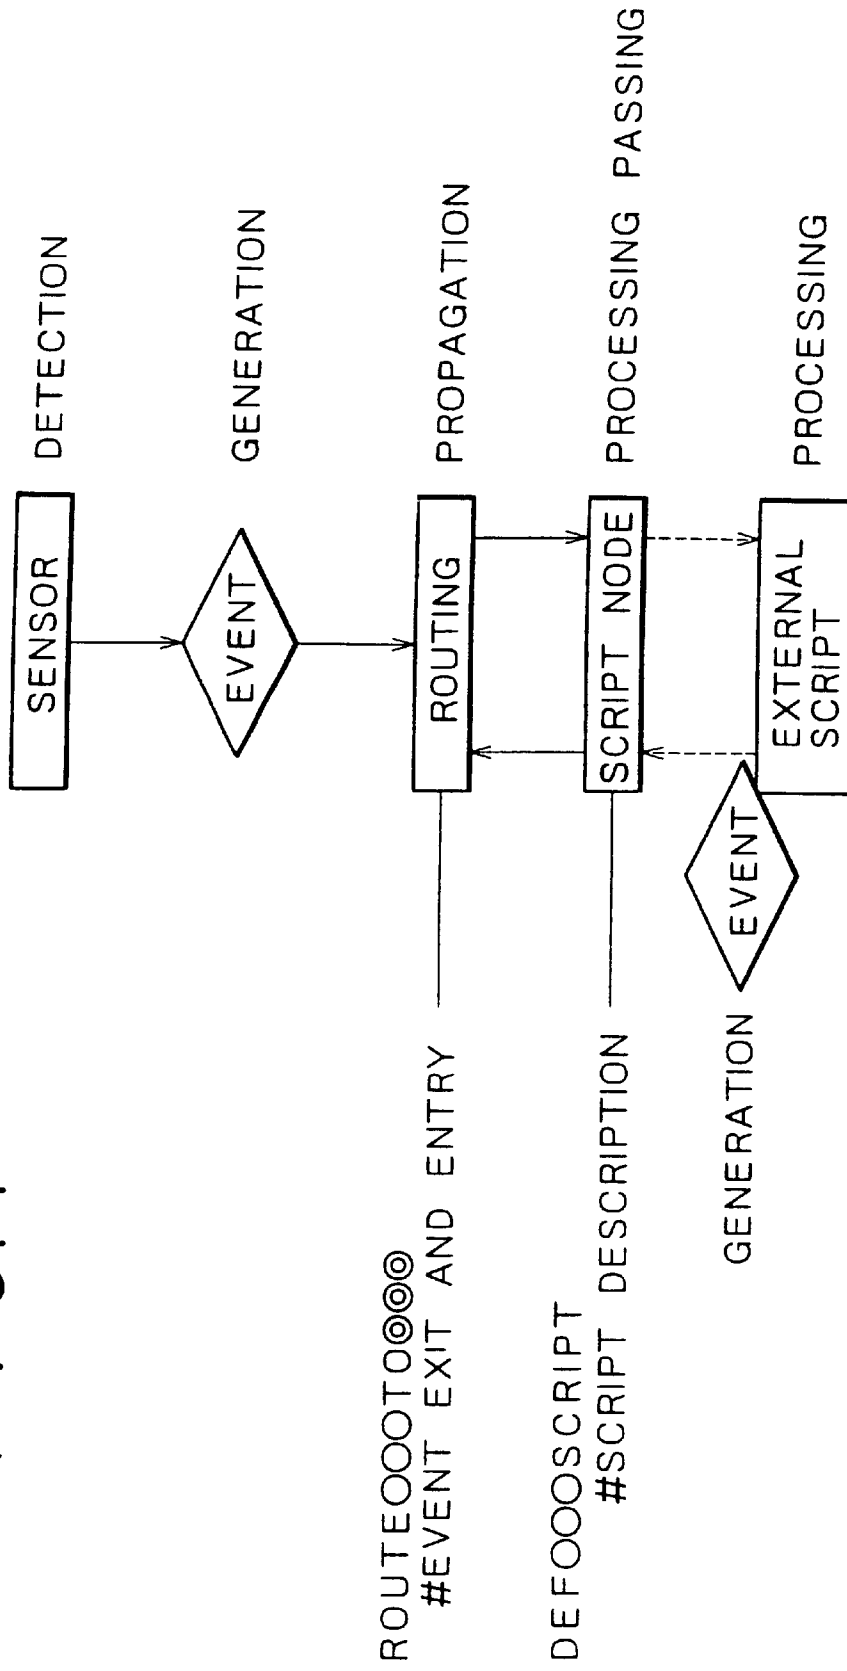 SENSOR
DETECTION
EVENT
GENERATION
ROUTE○○○TO◎◎◎
#EVENT EXIT AND ENTRY
ROUTING
PROPAGATION
DEF○○○SCRIPT
#SCRIPT DESCRIPTION
SCRIPT NODE
PROCESSING PASSING
GENERATION
EVENT
EXTERNAL
SCRIPT
PROCESSING